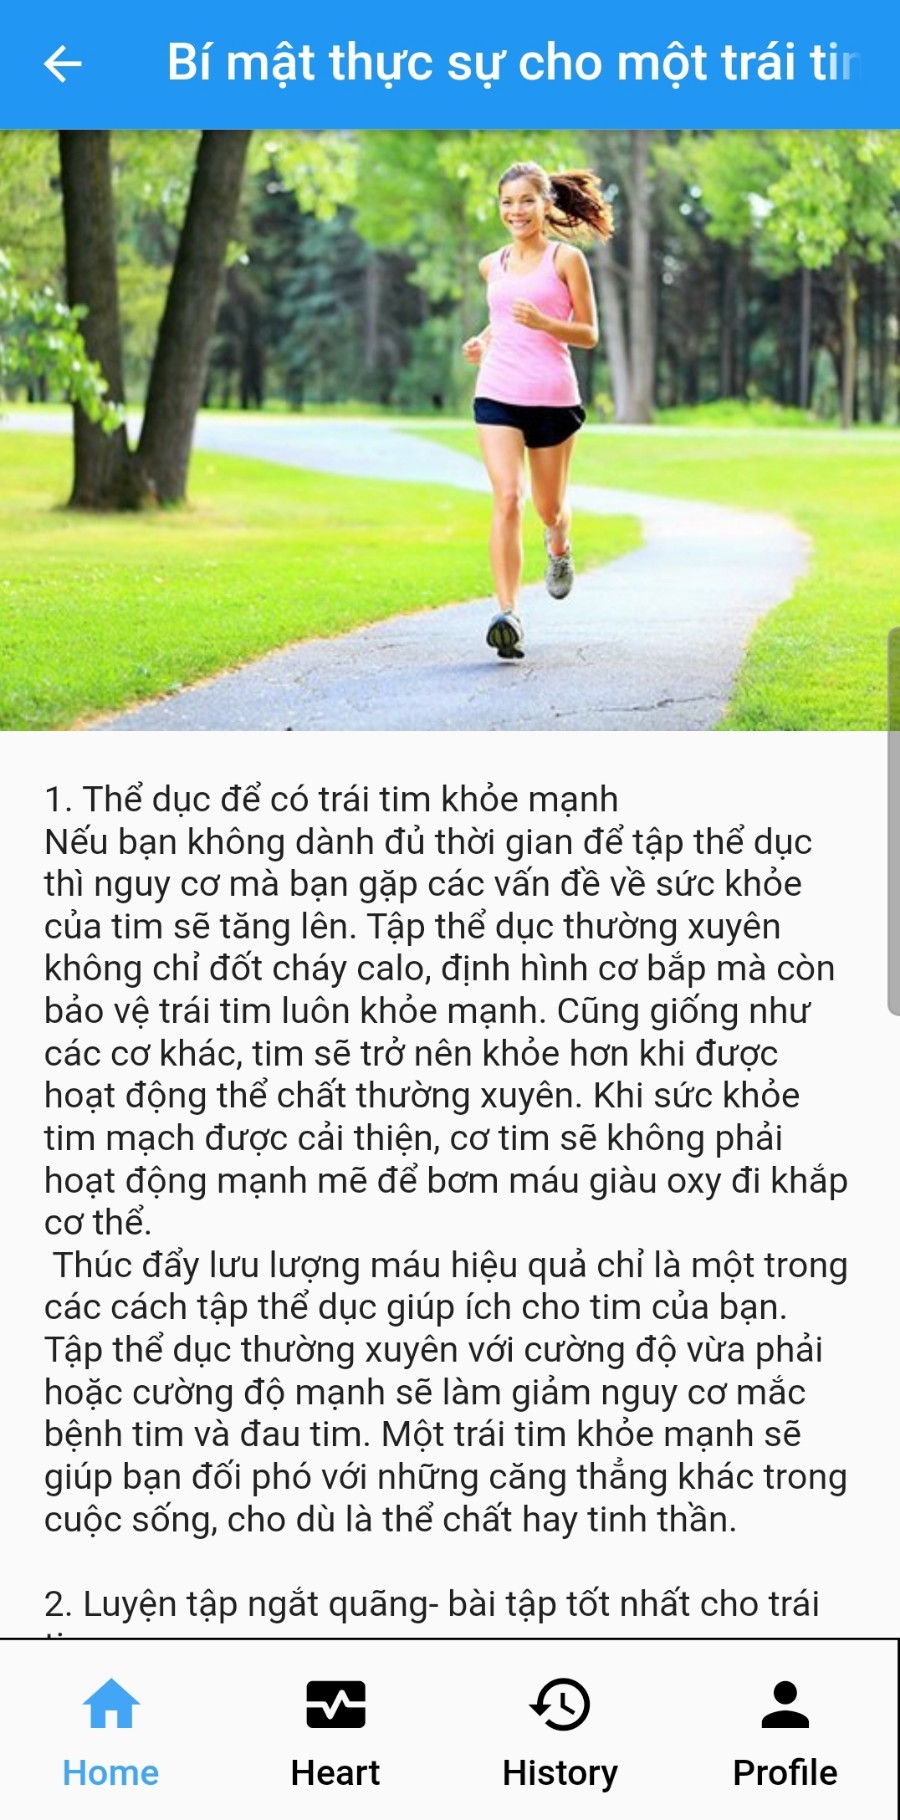 Bí mật thực sự cho một trái
1. Thể dục để có trái tim khỏe mạnh
Nếu bạn không dành đủ thời gian để tập thể dục
thì nguy cơ mà bạn gặp các vấn đề về sức khỏe
của tim sẽ tăng lên. Tập thể dục thường xuyên
không chỉ đốt cháy calo, định hình cơ bắp mà còn
bảo vệ trái tim luôn khỏe mạnh. Cũng giống như
các cơ khác, tim sẽ trở nên khỏe hơn khi được
hoạt động thể chất thường xuyên. Khi sức khỏe
tim mạch được cải thiện, cơ tim sẽ không phải
hoạt động mạnh mẽ để bơm máu giàu oxy đi khắp
cơ thể.
Thúc đẩy lưu lượng máu hiệu quả chỉ là một trong
các cách tập thể dục giúp ích cho tim của bạn.
Tập thể dục thường xuyên với cường độ vừa phải
hoặc cường độ mạnh sẽ làm giảm nguy cơ mắc
bệnh tim và đau tim. Một trái tim khỏe mạnh sẽ
giúp bạn đối phó với những căng thẳng khác trong
cuộc sống, cho dù là thể chất hay tinh thần.
2. Luyện tập ngắt quãng- bài tập tốt nhất cho trái
Home
Heart
History
Profile